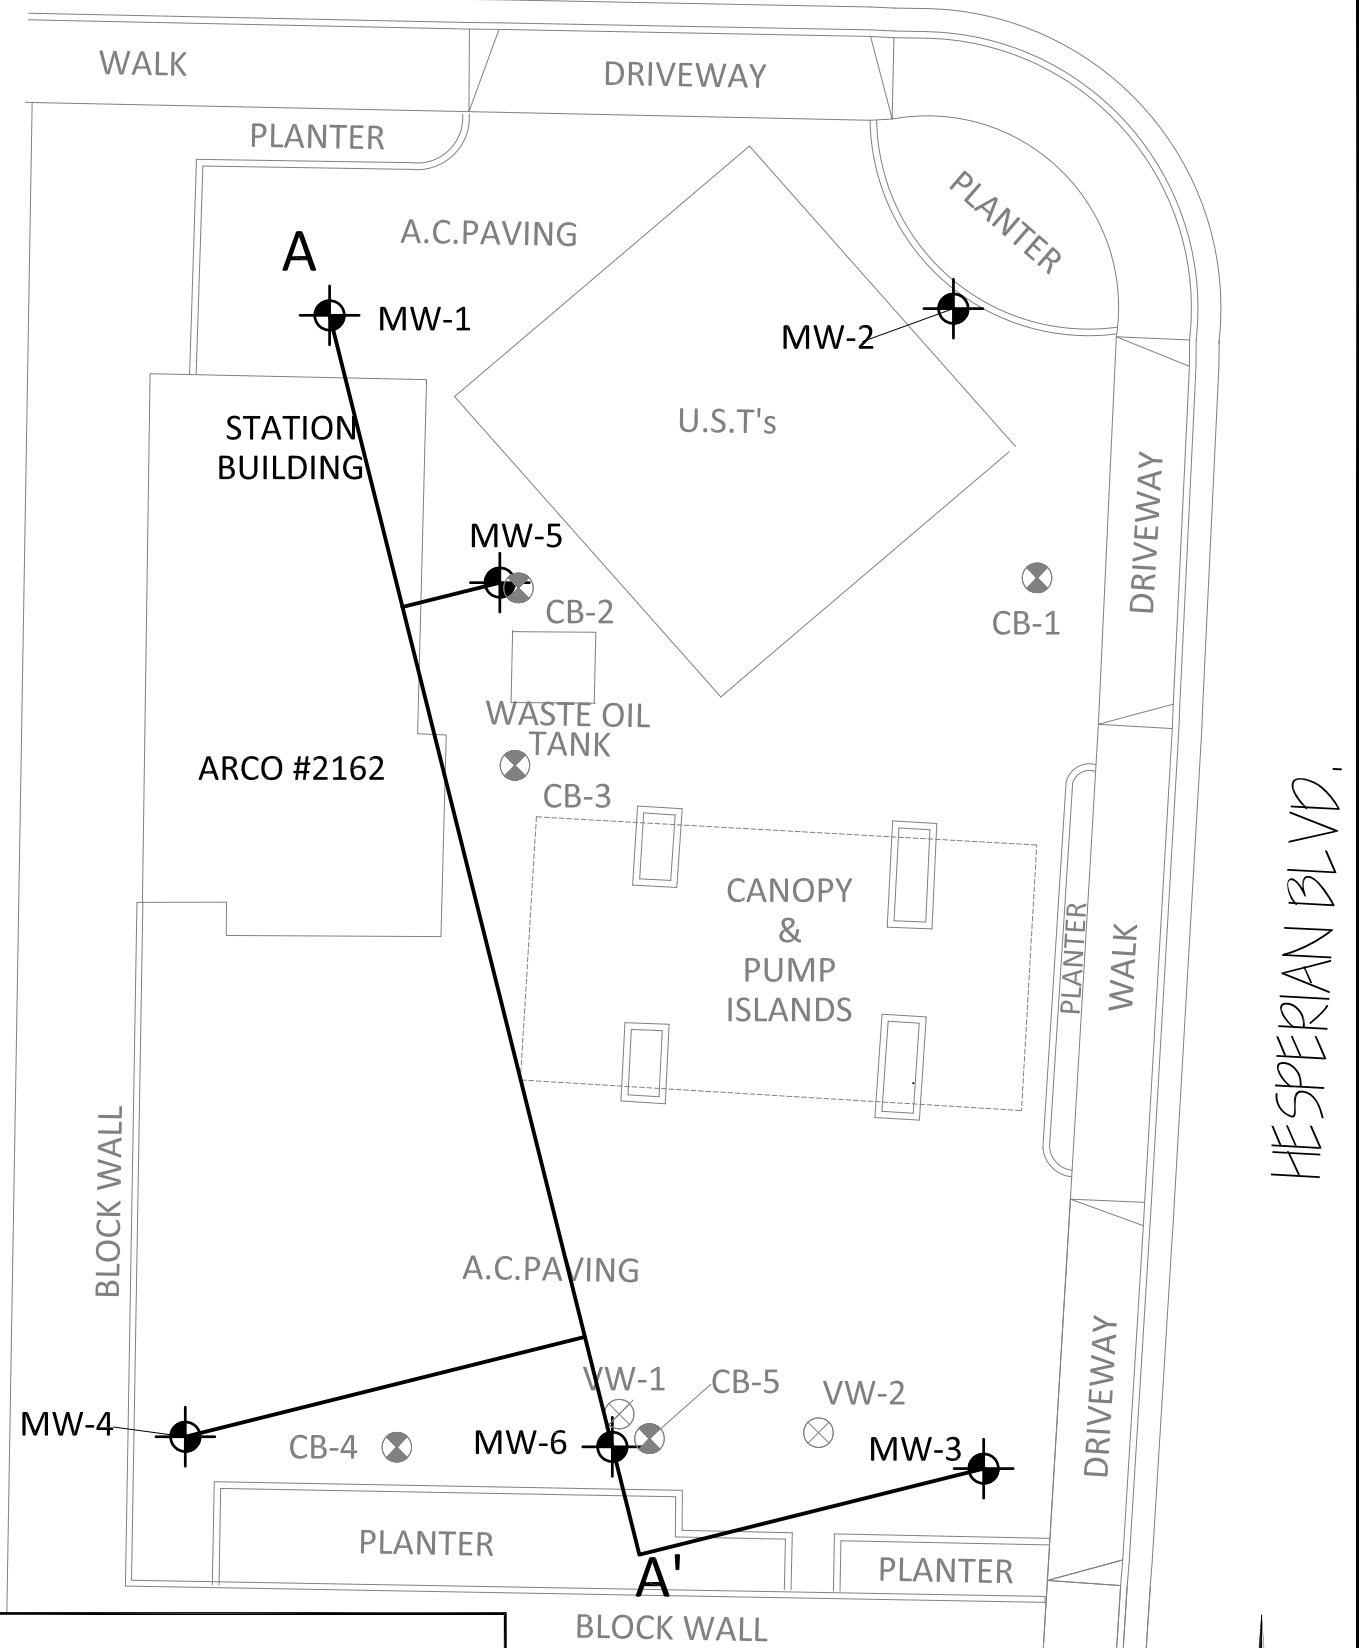 WALK
DRIVEWAY
PLANTER
PLANTER
A.C.PAVING
A
MW-1
MW-2
U.S.T's
STATION
BUILDING
MW-5
DRIVEWAY
CB-2
CB-1
WASTE OIL
TANK
ARCO #2162
CB-3
CANOPY
&
PUMP
ISLANDS
PLANTER
WALK
HESPERIAN BLVD.
BLOCK WALL
A.C.PAVING
VW-1
CB-5
VW-2
DRIVEWAY
MW-4
CB-4
MW-6
MW-3
PLANTER
A'
PLANTER
BLOCK WALL